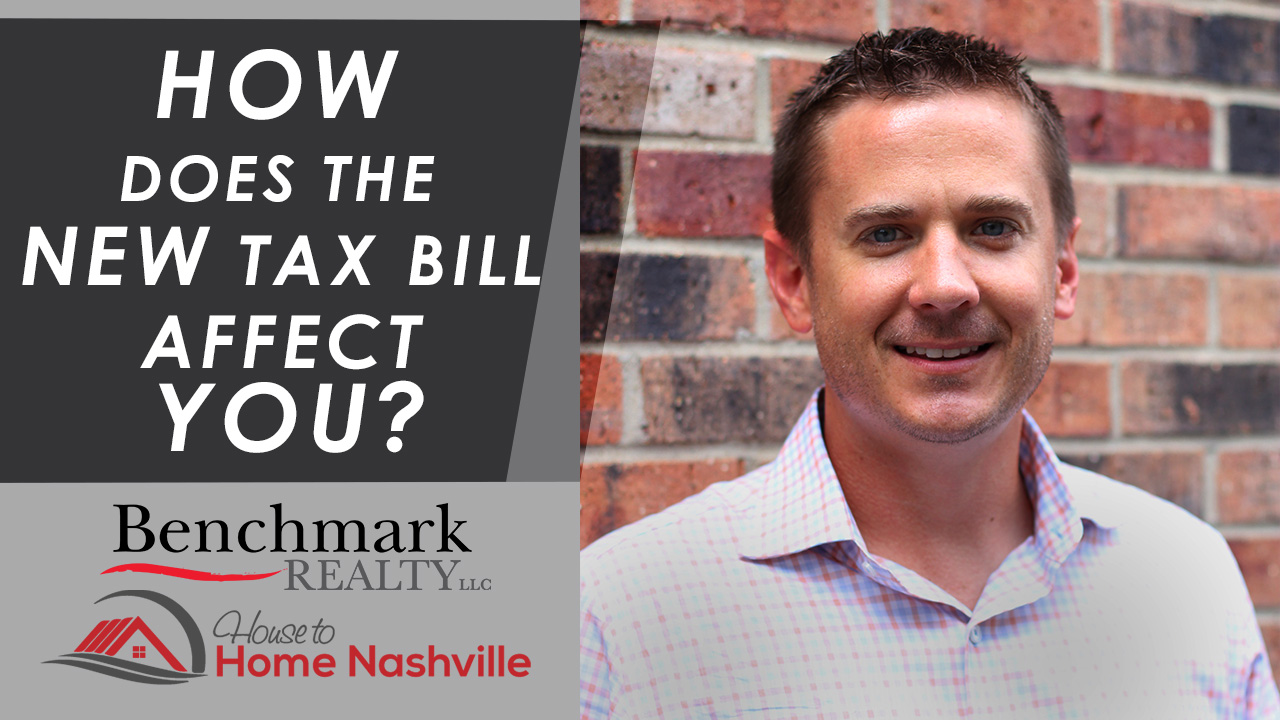 HOW
DOES THE
NEW TAX BILL
AFFECT
YOU?
Benchmark
REALTY LLC
House to
Home Nashville